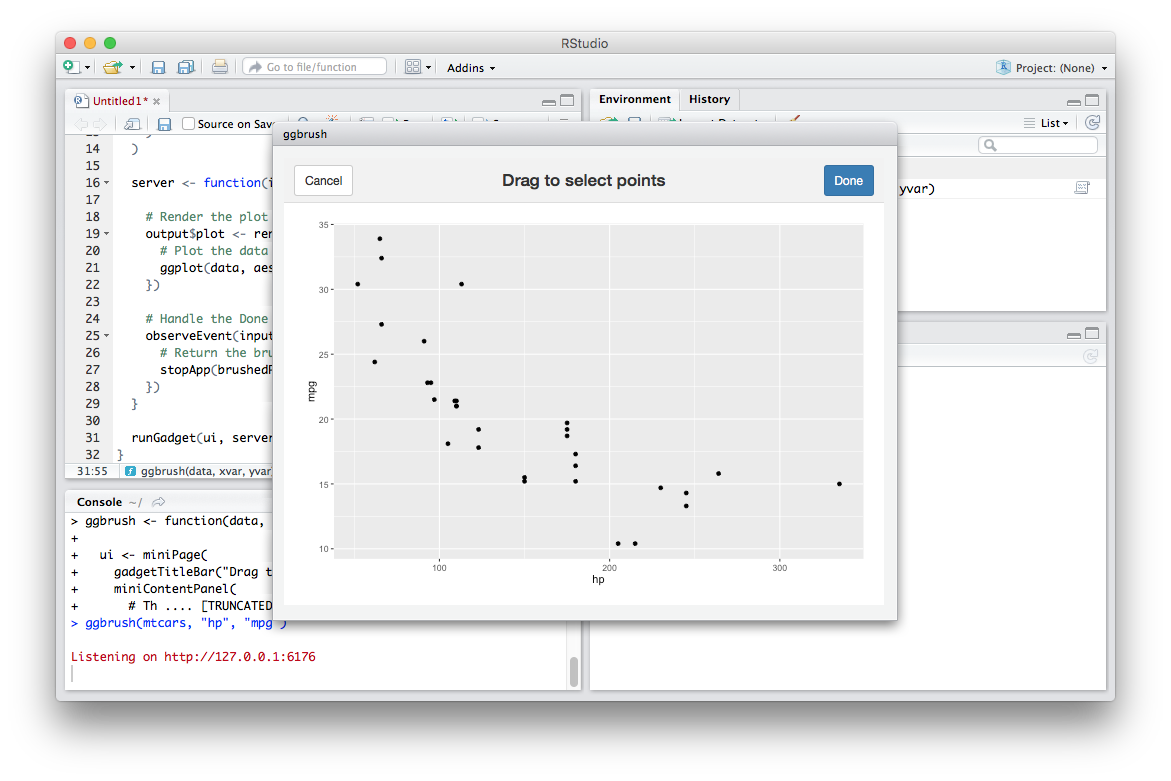 RStudio
Go to file/function
Addins
Project: (None)
Untitled1*
Source on Sav
Environment History
List
ggbrush
Cancel
Drag to select points
Done
yvar)
14 )
15
16 server <- function(i
17
18 # Render the plot
19 output$plot <- ren
20 # Plot the data
21 ggplot(data, aes
22 })
23
24 # Handle the Done
25 observeEvent(input
26 # Return the bru
27 stopApp(brushedP
28 })
29 }
30
31 runGadget(ui, server
32 }
31:55 ggbrush(data, xvar, yvar
35
30
25
20
15
10
mpg
100 200 300
hp
Console ~/
> ggbrush <- function(data,
+
+ ui <- miniPage(
+ gadgetTitleBar("Drag t
+ miniContentPanel(
+ # Th .... [TRUNCATED
> ggbrush(mtcars, "hp", "mpg")
Listening on http://127.0.0.1:6176